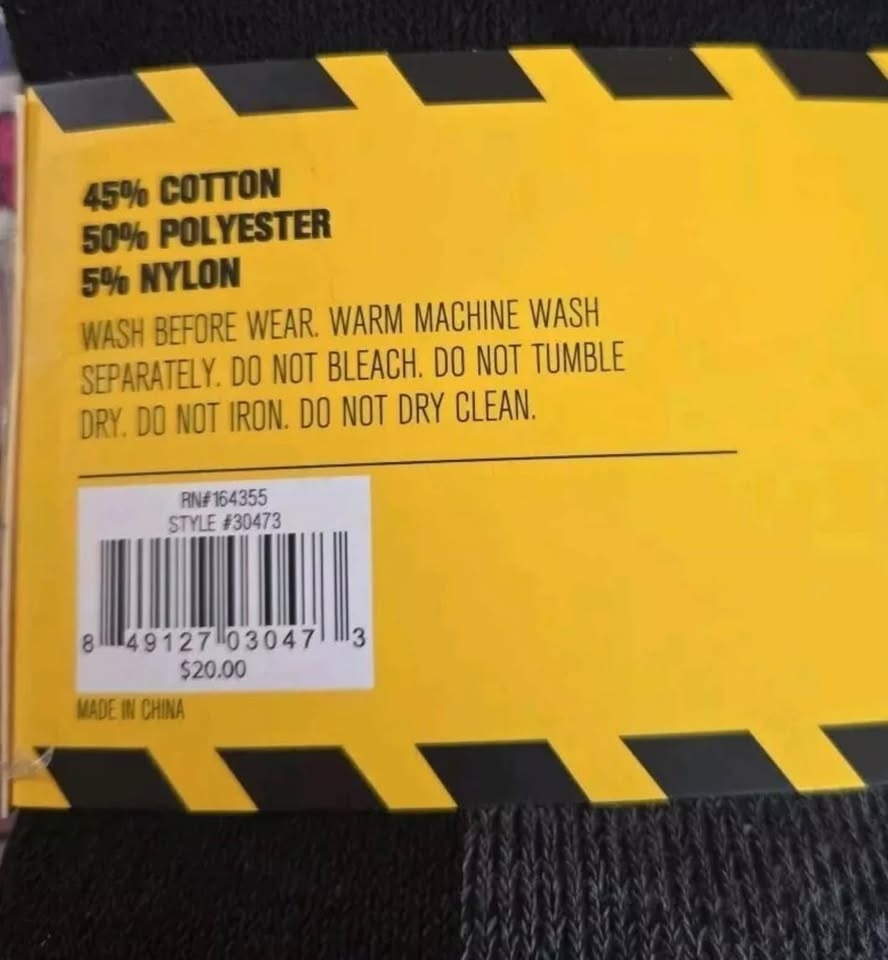 45% COTTON
50% POLYESTER
5% NYLON
WASH BEFORE WEAR. WARM MACHINE WASH
SEPARATELY. DO NOT BLEACH. DO NOT TUMBLE
DRY. DO NOT IRON. DO NOT DRY CLEAN.
RN#164355
STYLE #30473
8 49127 03047 3
$20.00
MADE IN CHINA